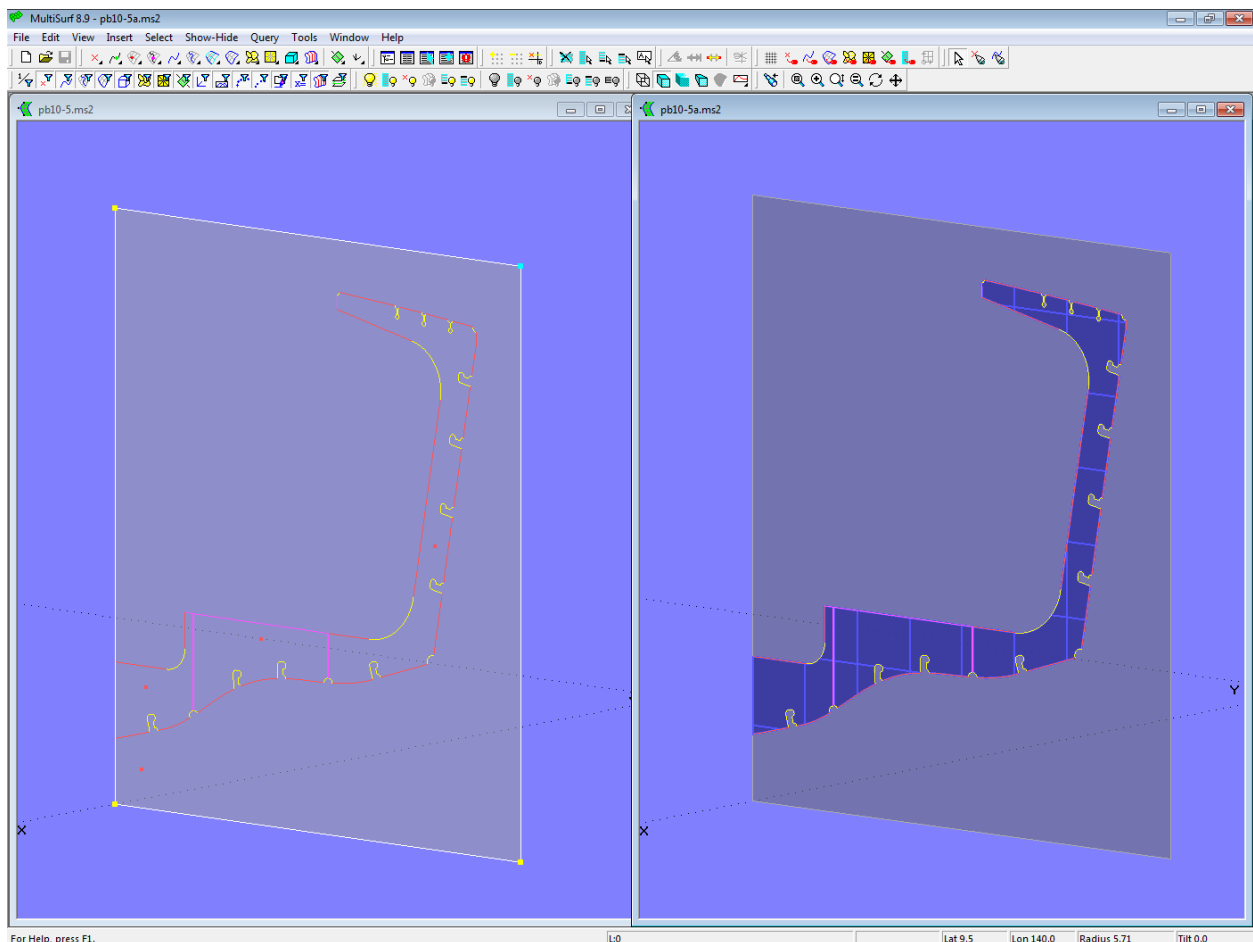 MultiSurf 8.9 - pb10-5a.ms2
File Edit View Insert Select Show-Hide Query Tools Window Help
pb10-5.ms2
pb10-5a.ms2
Y
X
X
For Help, press F1.
L:0
Lat 9.5
Lon 140.0
Radius 5.71
Tilt 0.0